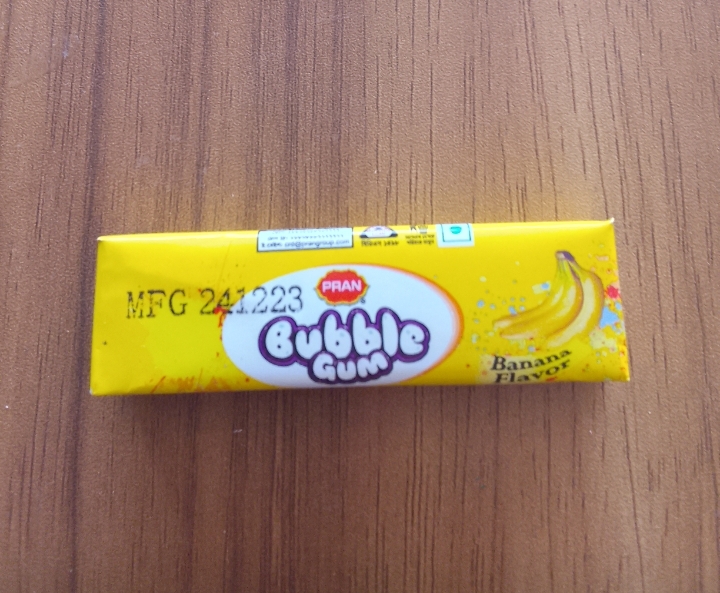 MFG 241223
PRAN
Bubble
Gum
Banana
Flavor